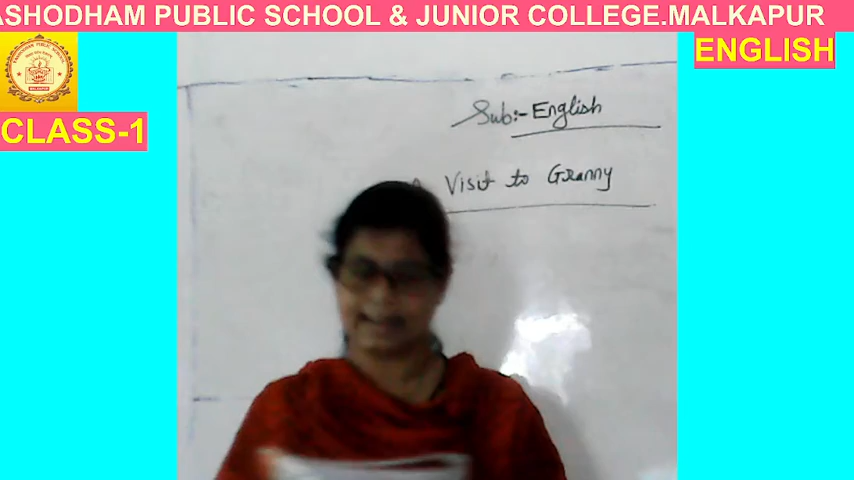 ASHODHAM PUBLIC SCHOOL & JUNIOR COLLEGE.MALKAPUR
ENGLISH
CLASS-1
Sub:- English
Visit to Granny